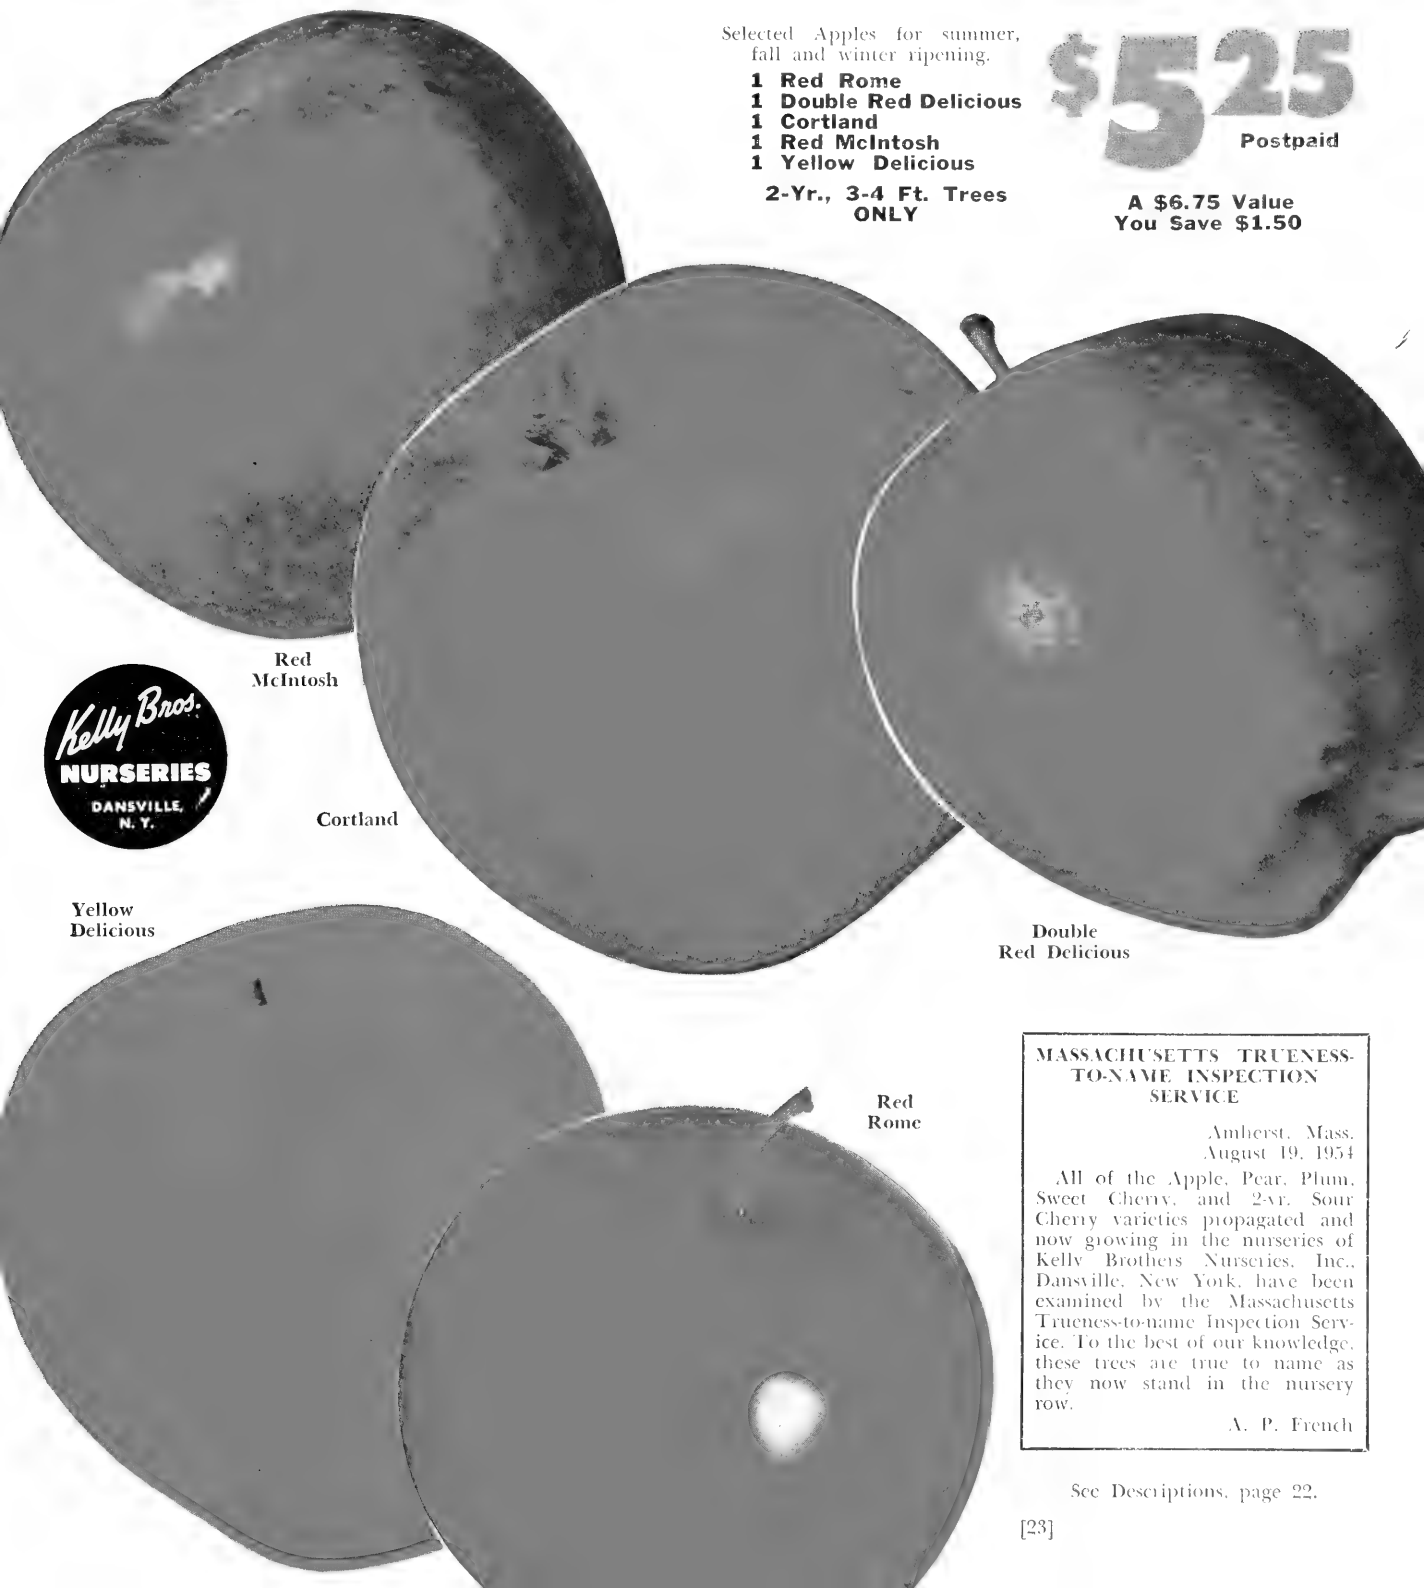 Selected Apples for summer,
fall and winter ripening.
1 Red Rome
1 Double Red Delicious
1 Cortland
1 Red McIntosh
1 Yellow Delicious
2-Yr., 3-4 Ft. Trees
ONLY
$5.25
Postpaid
A $6.75 Value
You Save $1.50
Red
McIntosh
Kelly Bros.
NURSERIES
DANSVILLE,
N. Y.
Cortland
Yellow
Delicious
Double
Red Delicious
Red
Rome
MASSACHUSETTS TRUENESS-
TO-NAME INSPECTION
SERVICE
Amherst, Mass.
August 19, 1954
All of the Apple, Pear, Plum,
Sweet Cherry, and 2-yr. Sour
Cherry varieties propagated and
now growing in the nurseries of
Kelly Brothers Nurseries, Inc.,
Dansville, New York, have been
examined by the Massachusetts
Trueness-to-name Inspection Serv-
ice. To the best of our knowledge,
these trees are true to name as
they now stand in the nursery
row.
A. P. French
See Descriptions, page 22.
[23]